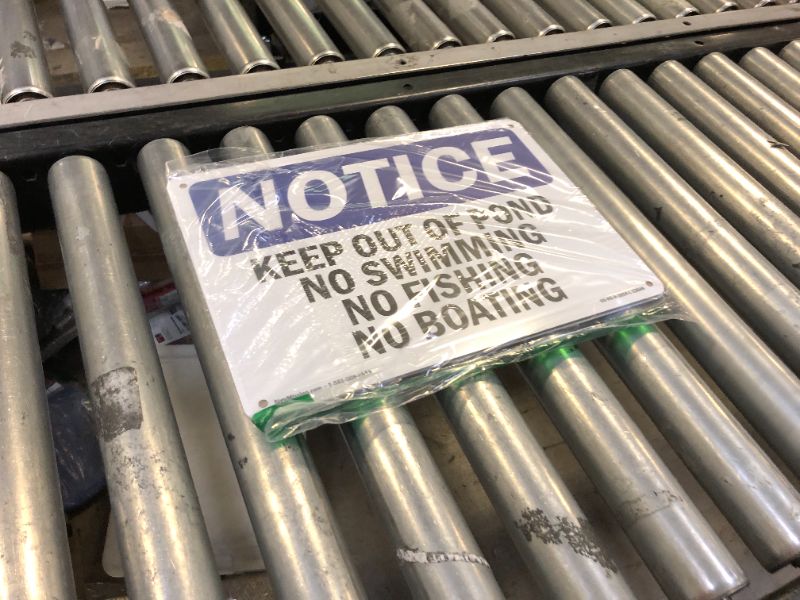 NOTICE
KEEP OUT OF POND
NO SWIMMING
NO FISHING
NO BOATING